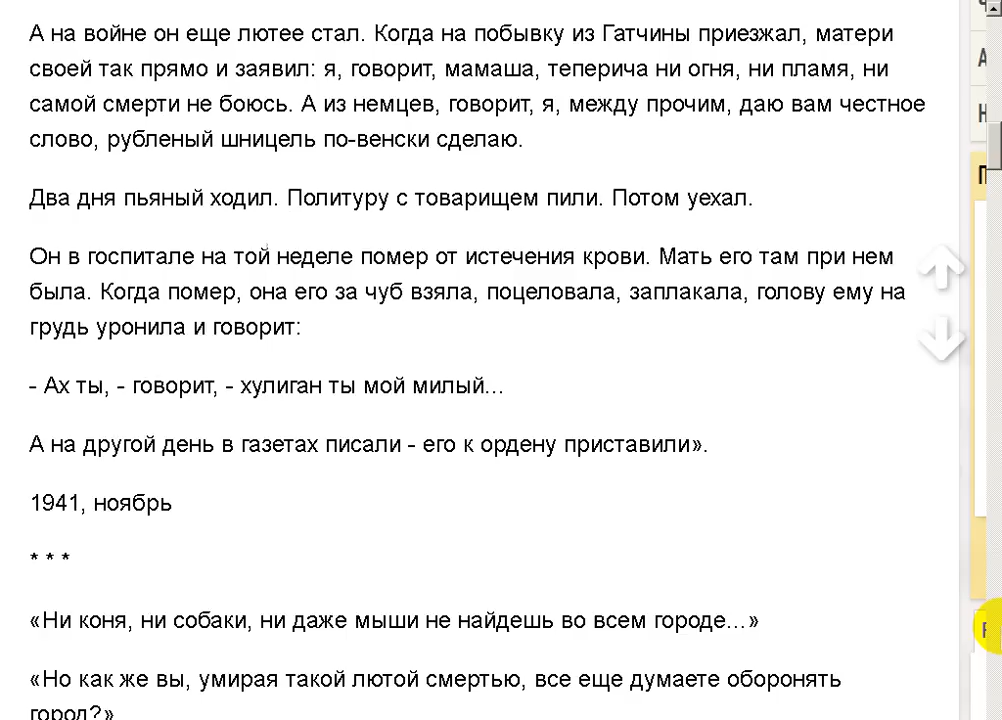 А на войне он еще лютее стал. Когда на побывку из Гатчины приезжал, матери
своей так прямо и заявил: я, говорит, мамаша, теперича ни огня, ни пламя, ни
самой смерти не боюсь. А из немцев, говорит, я, между прочим, даю вам честное
слово, рубленый шницель по-венски сделаю.
Два дня пьяный ходил. Политуру с товарищем пили. Потом уехал.
Он в госпитале на той неделе помер от истечения крови. Мать его там при нем
была. Когда помер, она его за чуб взяла, поцеловала, заплакала, голову ему на
грудь уронила и говорит:
- Ах ты, - говорит, - хулиган ты мой милый...
А на другой день в газетах писали - его к ордену приставили».
1941, ноябрь
* * *
«Ни коня, ни собаки, ни даже мыши не найдешь во всем городе...»
«Но как же вы, умирая такой лютой смертью, все еще думаете оборонять
город?»